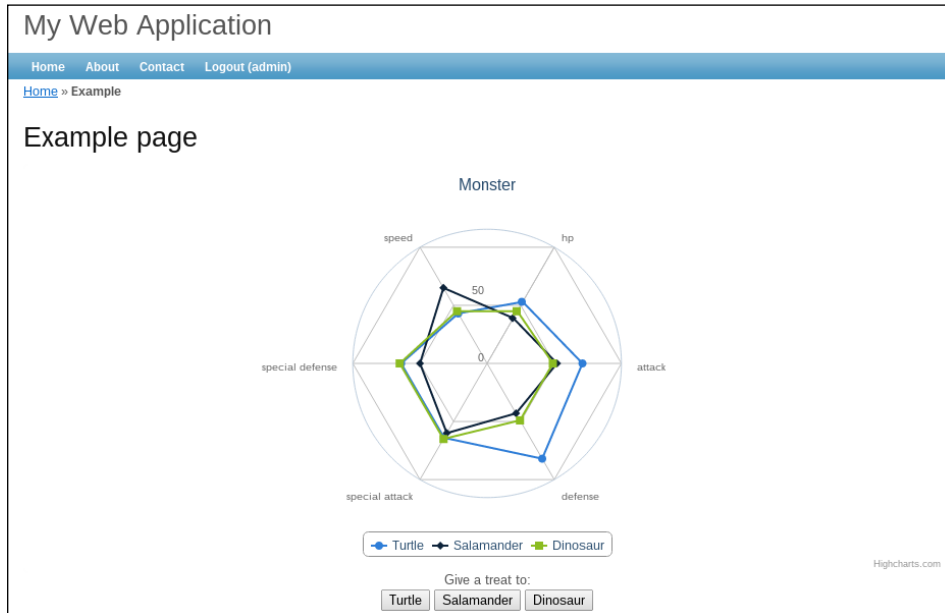 My Web Application
Home About Contact Logout (admin)
Home » Example
Example page
Monster
speed hp
50
0
special defense attack
special attack defense
Turtle Salamander Dinosaur
Highcharts.com
Give a treat to:
Turtle Salamander Dinosaur